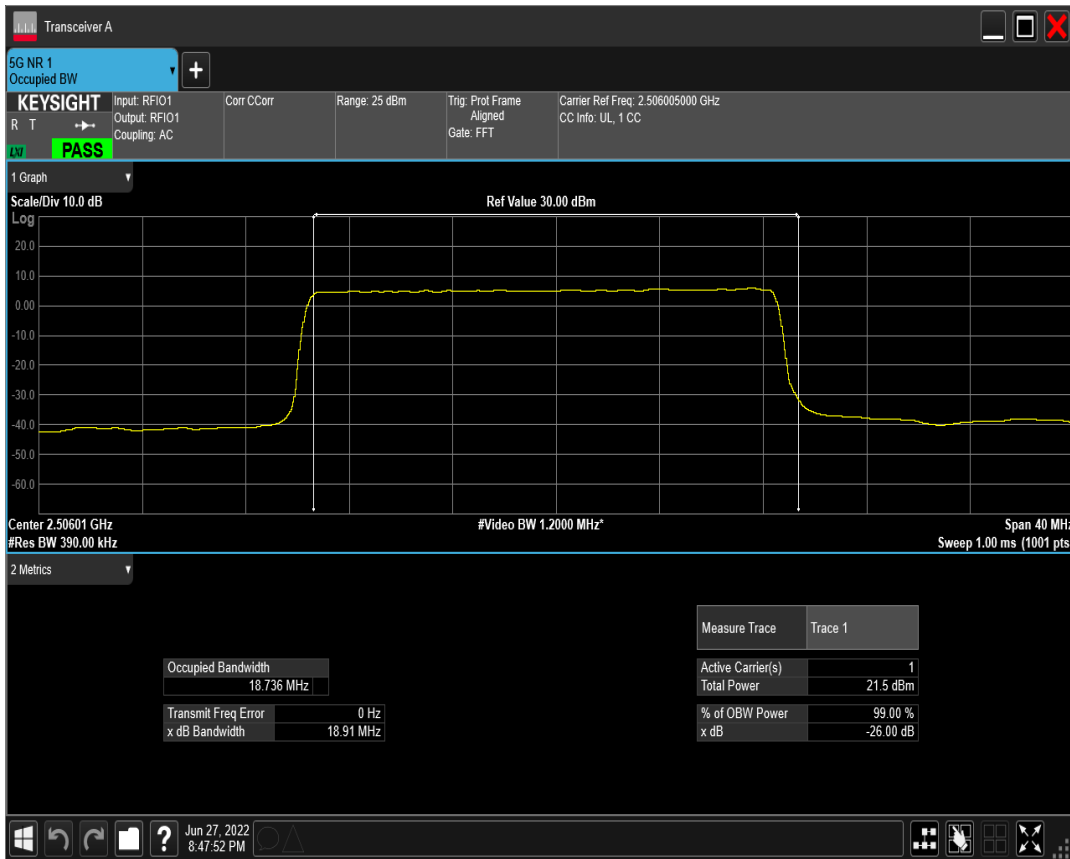 Transceiver A
5G NR 1
Occupied BW
+
KEYSIGHT
R T
LXI
PASS
Input: RFIO1
Output: RFIO1
Coupling: AC
Corr CCorr
Range: 25 dBm
Trig: Prot Frame
Aligned
Gate: FFT
Carrier Ref Freq: 2.506005000 GHz
CC Info: UL, 1 CC
1 Graph
Scale/Div 10.0 dB
Ref Value 30.00 dBm
Log
20.0
10.0
0.00
-10.0
-20.0
-30.0
-40.0
-50.0
-60.0
Center 2.50601 GHz
#Video BW 1.2000 MHz*
Span 40 MHz
#Res BW 390.00 kHz
Sweep 1.00 ms (1001 pts
2 Metrics
Measure Trace Trace 1
Occupied Bandwidth
18.736 MHz
Active Carrier(s) 1
Total Power 21.5 dBm
Transmit Freq Error 0 Hz
x dB Bandwidth 18.91 MHz
% of OBW Power 99.00 %
x dB -26.00 dB
?
Jun 27, 2022
8:47:52 PM